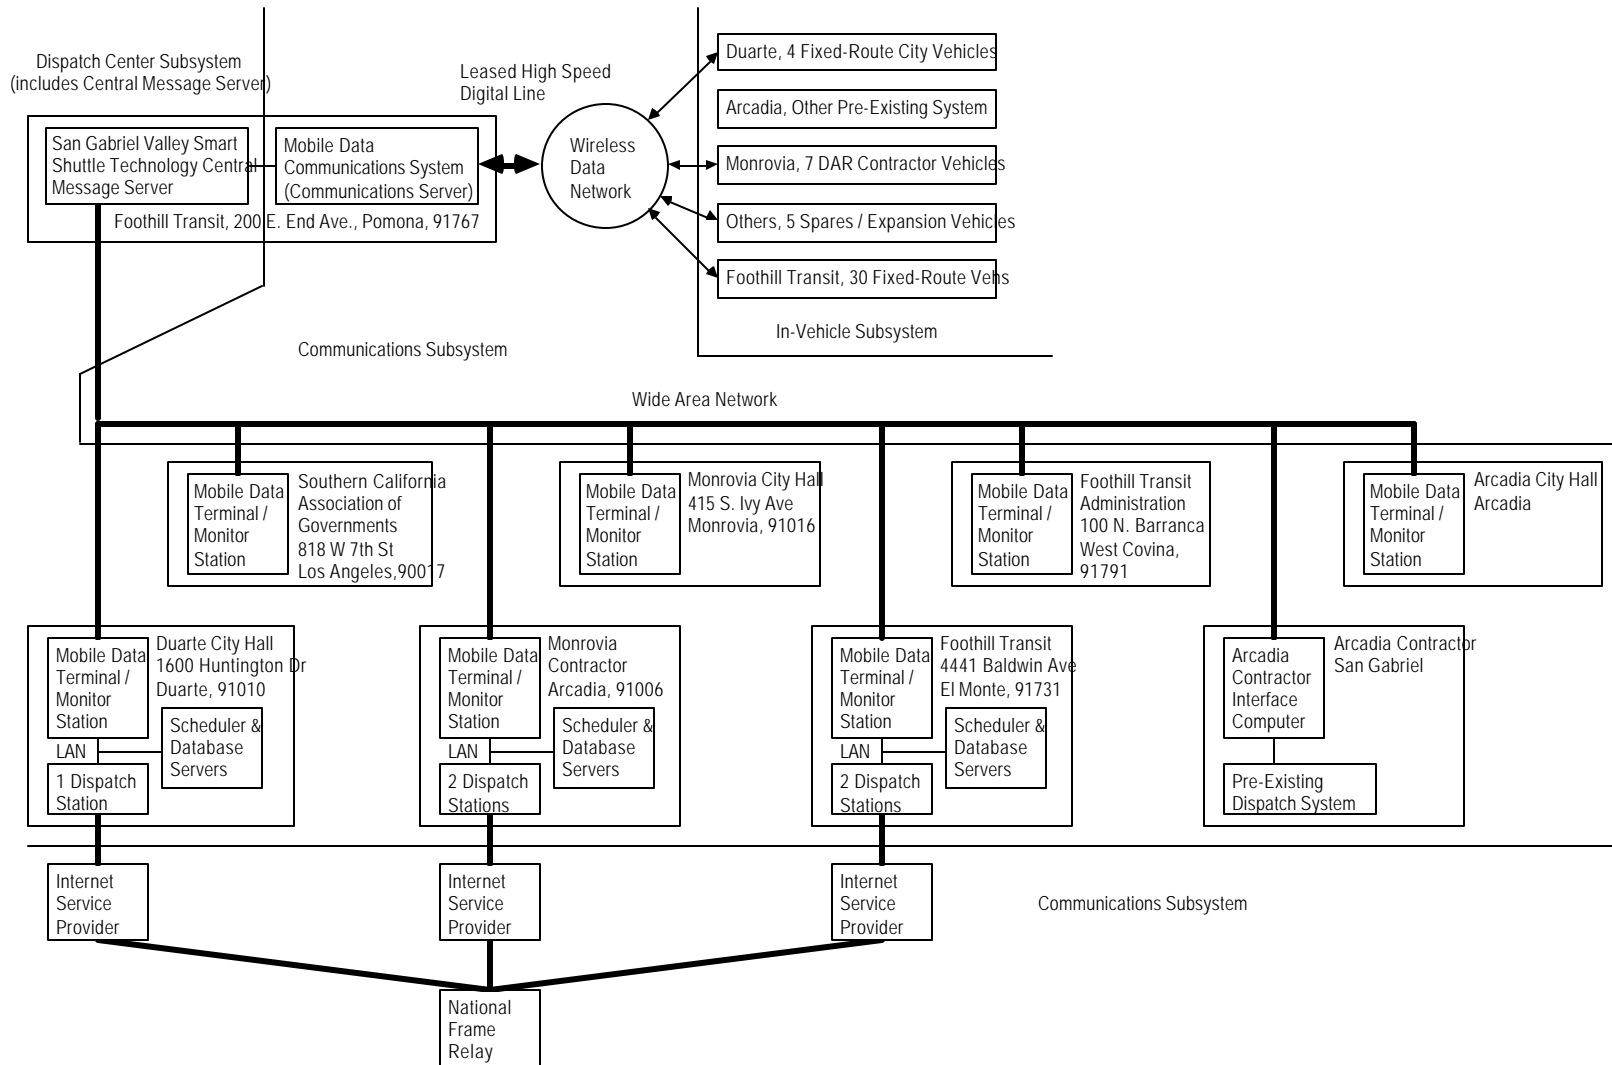 Dispatch Center Subsystem
(includes Central Message Server)
Leased High Speed
Digital Line
San Gabriel Valley Smart
Shuttle Technology Central
Message Server
Mobile Data
Communications System
(Communications Server)
Foothill Transit, 200 E. End Ave., Pomona, 91767
Wireless
Data
Network
Duarte, 4 Fixed-Route City Vehicles
Arcadia, Other Pre-Existing System
Monrovia, 7 DAR Contractor Vehicles
Others, 5 Spares / Expansion Vehicles
Foothill Transit, 30 Fixed-Route Vehs
In-Vehicle Subsystem
Communications Subsystem
Wide Area Network
Mobile Data
Terminal /
Monitor
Station
Southern California
Association of
Governments
818 W 7th St
Los Angeles,90017
Mobile Data
Terminal /
Monitor
Station
Monrovia City Hall
415 S. Ivy Ave
Monrovia, 91016
Mobile Data
Terminal /
Monitor
Station
Foothill Transit
Administration
100 N. Barranca
West Covina,
91791
Mobile Data
Terminal /
Monitor
Station
Arcadia City Hall
Arcadia
Mobile Data
Terminal /
Monitor
Station
Duarte City Hall
1600 Huntington Dr
Duarte, 91010
Scheduler &
Database
Servers
LAN
1 Dispatch
Station
Mobile Data
Terminal /
Monitor
Station
Monrovia
Contractor
Arcadia, 91006
Scheduler &
Database
Servers
LAN
2 Dispatch
Stations
Mobile Data
Terminal /
Monitor
Station
Foothill Transit
4441 Baldwin Ave
El Monte, 91731
Scheduler &
Database
Servers
LAN
2 Dispatch
Stations
Arcadia
Contractor
Interface
Computer
Arcadia Contractor
San Gabriel
Pre-Existing
Dispatch System
Internet
Service
Provider
Internet
Service
Provider
Internet
Service
Provider
Communications Subsystem
National
Frame
Relay